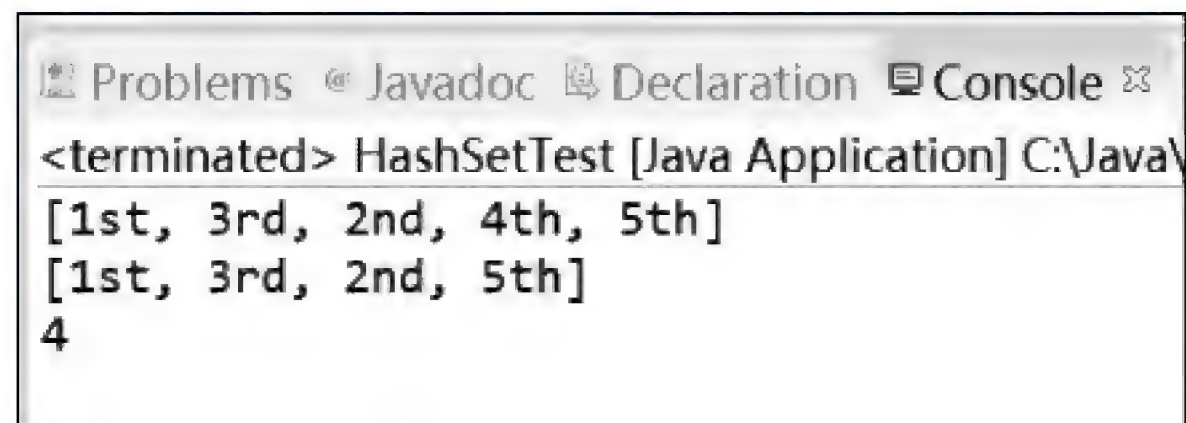 Problems @ Javadoc Declaration Console
<terminated> HashSetTest [Java Application] C:\Java\
[1st, 3rd, 2nd, 4th, 5th]
[1st, 3rd, 2nd, 5th]
4